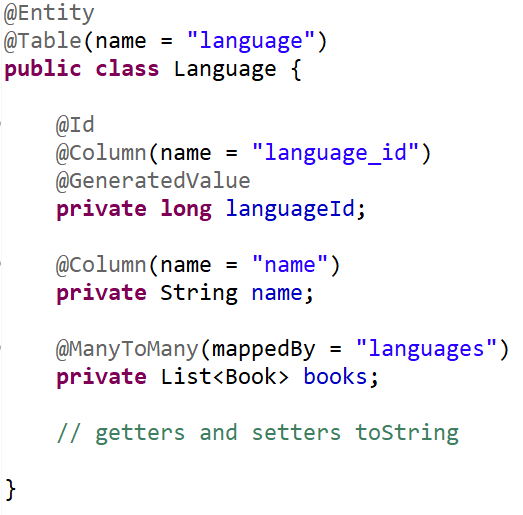 @Entity
@Table(name = "language")
public class Language {
@Id
@Column(name = "language_id")
@GeneratedValue
private long languageId;
@Column(name = "name")
private String name;
@ManyToMany(mappedBy = "languages")
private List<Book> books;
// getters and setters toString
}